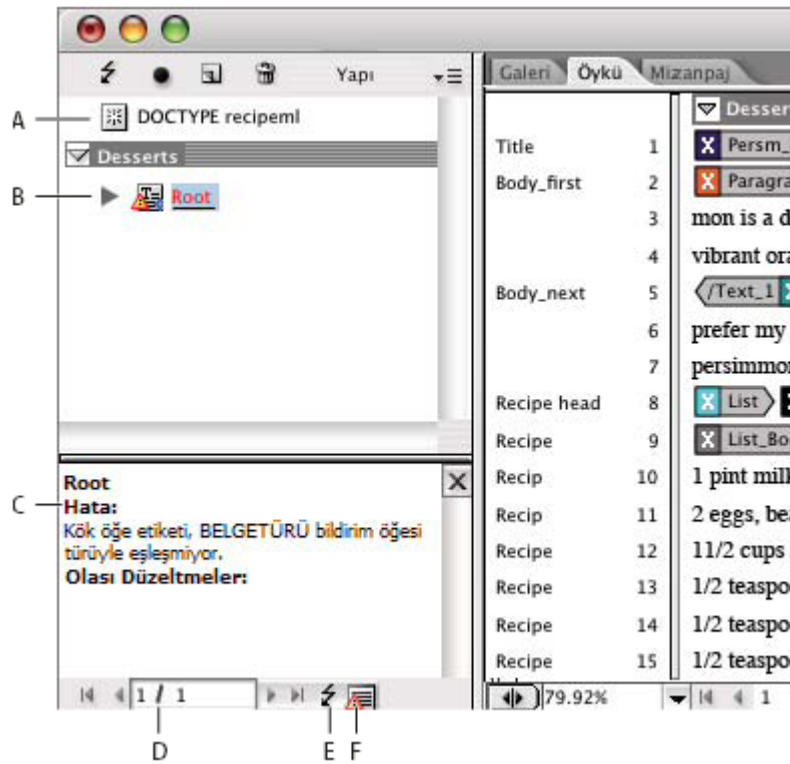 Yapı
A
DOCTYPE recipeml
Desserts
B
Root
Root
C
Hata:
Kök öğe etiketi, BELGETÜRÜ bildirim öğesi
türüyle eşleşmiyor.
Olası Düzeltmeler:
1 / 1
D
E
F
Galeri
Öykü
Mizanpaj
Desser
Title 1 Persm_
Body_first 2 Paragra
3 mon is a d
4 vibrant ora
Body_next 5 /Text_1
6 prefer my
7 persimmon
Recipe head 8 List
Recipe 9 List_Bo
Recip 10 1 pint milk
Recip 11 2 eggs, bea
Recipe 12 11/2 cups
Recipe 13 1/2 teaspo
Recipe 14 1/2 teaspo
Recipe 15 1/2 teaspo
79.92% 1